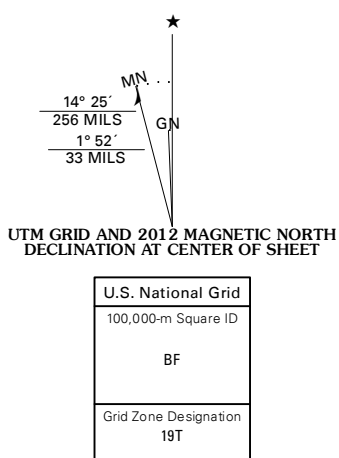 ★
MN
14° 25´
256 MILS
GN
1° 52´
33 MILS
UTM GRID AND 2012 MAGNETIC NORTH
DECLINATION AT CENTER OF SHEET
U.S. National Grid
100,000-m Square ID
BF
Grid Zone Designation
19T